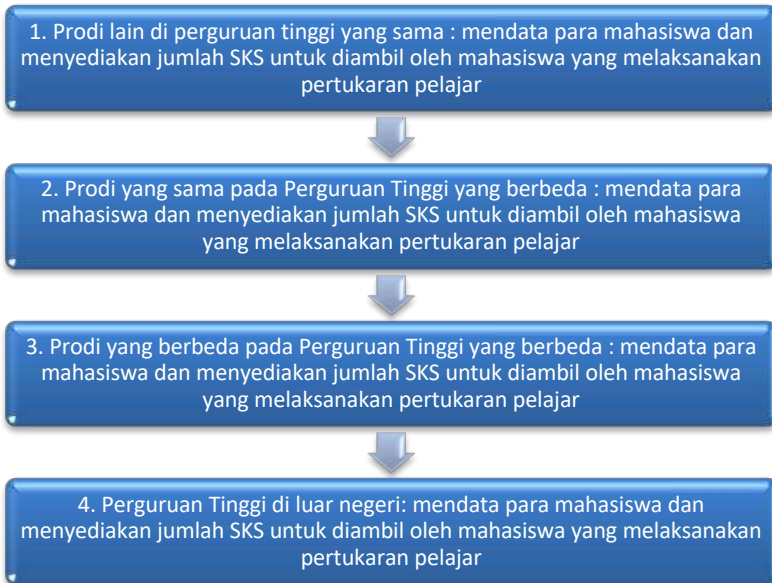 1. Prodi lain di perguruan tinggi yang sama : mendata para mahasiswa dan
menyediakan jumlah SKS untuk diambil oleh mahasiswa yang melaksanakan
pertukaran pelajar
2. Prodi yang sama pada Perguruan Tinggi yang berbeda : mendata para
mahasiswa dan menyediakan jumlah SKS untuk diambil oleh mahasiswa
yang melaksanakan pertukaran pelajar
3. Prodi yang berbeda pada Perguruan Tinggi yang berbeda : mendata para
mahasiswa dan menyediakan jumlah SKS untuk diambil oleh mahasiswa
yang melaksanakan pertukaran pelajar
4. Perguruan Tinggi di luar negeri: mendata para mahasiswa dan
menyediakan jumlah SKS untuk diambil oleh mahasiswa yang melaksanakan
pertukaran pelajar